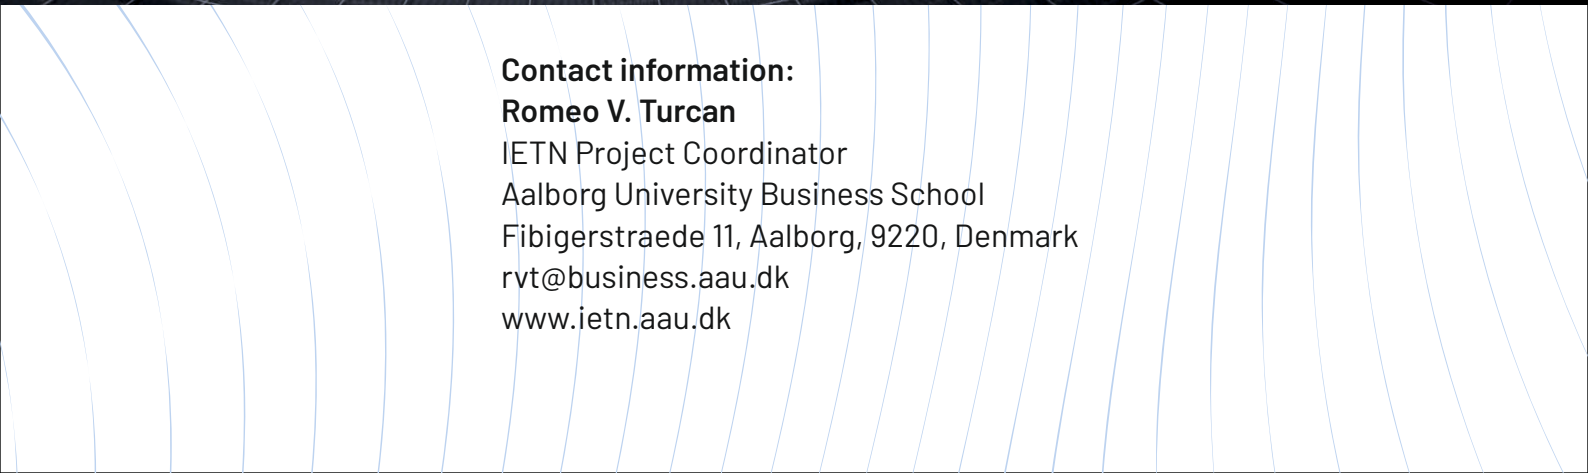 Contact information:
Romeo V. Turcan
IETN Project Coordinator
Aalborg University Business School
Fibigerstraede 11, Aalborg, 9220, Denmark
rvt@business.aau.dk
www.ietn.aau.dk